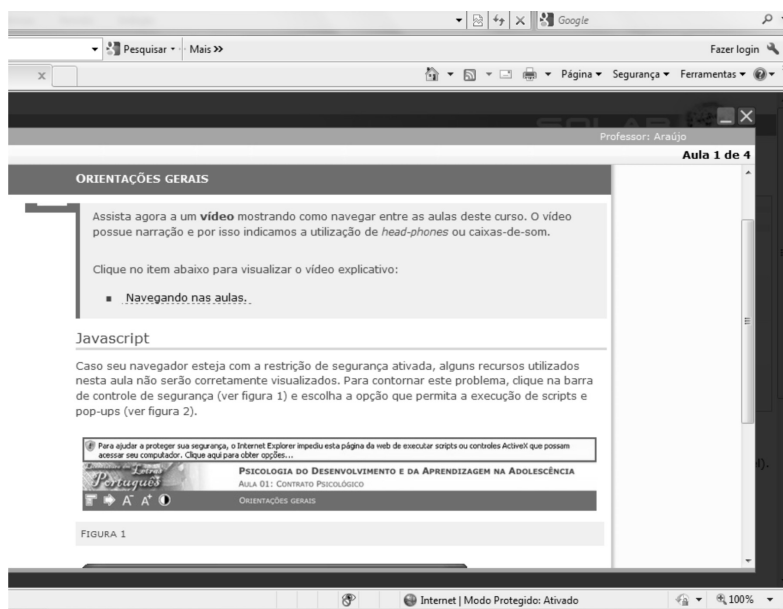 Google
Pesquisar Mais >>
Fazer login
x
Página Segurança Ferramentas
SOLAR
Professor: Araújo
Aula 1 de 4
ORIENTAÇÕES GERAIS
Assista agora a um vídeo mostrando como navegar entre as aulas deste curso. O vídeo
possue narração e por isso indicamos a utilização de head-phones ou caixas-de-som.
Clique no item abaixo para visualizar o vídeo explicativo:
Navegando nas aulas.
Javascript
Caso seu navegador esteja com a restrição de segurança ativada, alguns recursos utilizados
nesta aula não serão corretamente visualizados. Para contornar este problema, clique na barra
de controle de segurança (ver figura 1) e escolha a opção que permita a execução de scripts e
pop-ups (ver figura 2).
Para ajudar a proteger sua segurança, o Internet Explorer impediu esta página da web de executar scripts ou controles ActiveX que possam
acessar seu computador. Clique aqui para obter opções...
Português
PSICOLOGIA DO DESENVOLVIMENTO E DA APRENDIZAGEM NA ADOLESCÊNCIA
AULA 01: CONTRATO PSICOLÓGICO
A- A+ ORIENTAÇÕES GERAIS
FIGURA 1
Internet | Modo Protegido: Ativado 100%